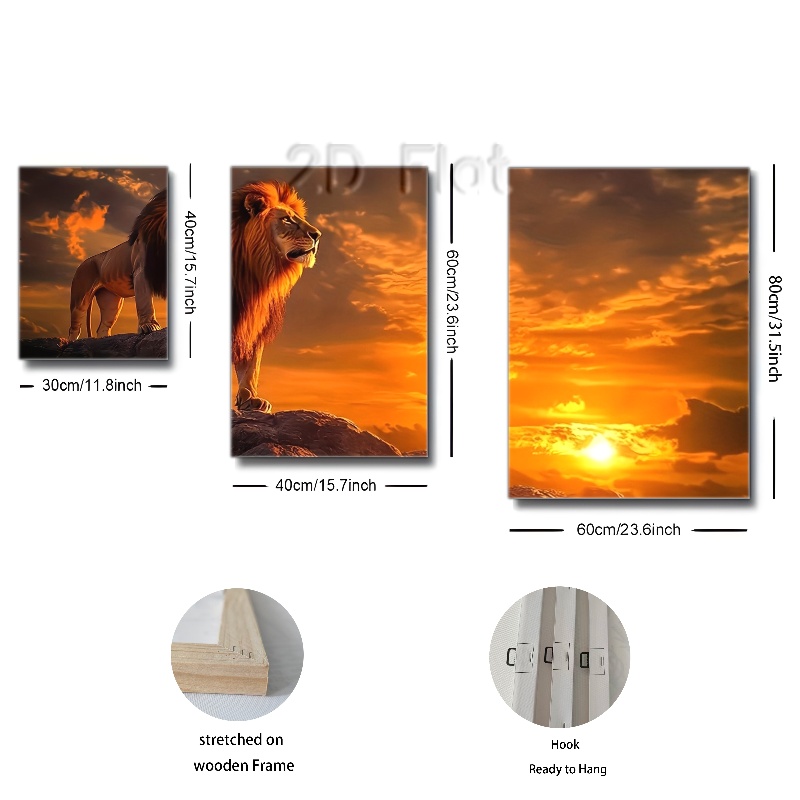 2D Flat
40cm/15.7inch
60cm/23.6inch
80cm/31.5inch
30cm/11.8inch
40cm/15.7inch
60cm/23.6inch
stretched on
wooden Frame
Hook
Ready to Hang